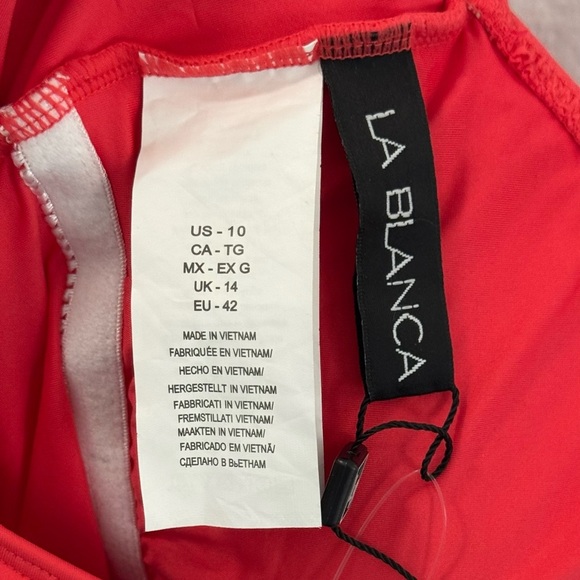 US - 10
CA - TG
MX - EX G
UK - 14
EU - 42
MADE IN VIETNAM
FABRIQUÉE EN VIETNAM/
HECHO EN VIETNAM/
HERGESTELLT IN VIETNAM/
FABBRICATI IN VIETNAM/
FREMSTILLATI VIETNAM/
MAAKTEN IN VIETNAM/
FABRICADO EM VIETNÃ/
СДЕЛАНО В ВЬЕТНАМ
LA BLANCA